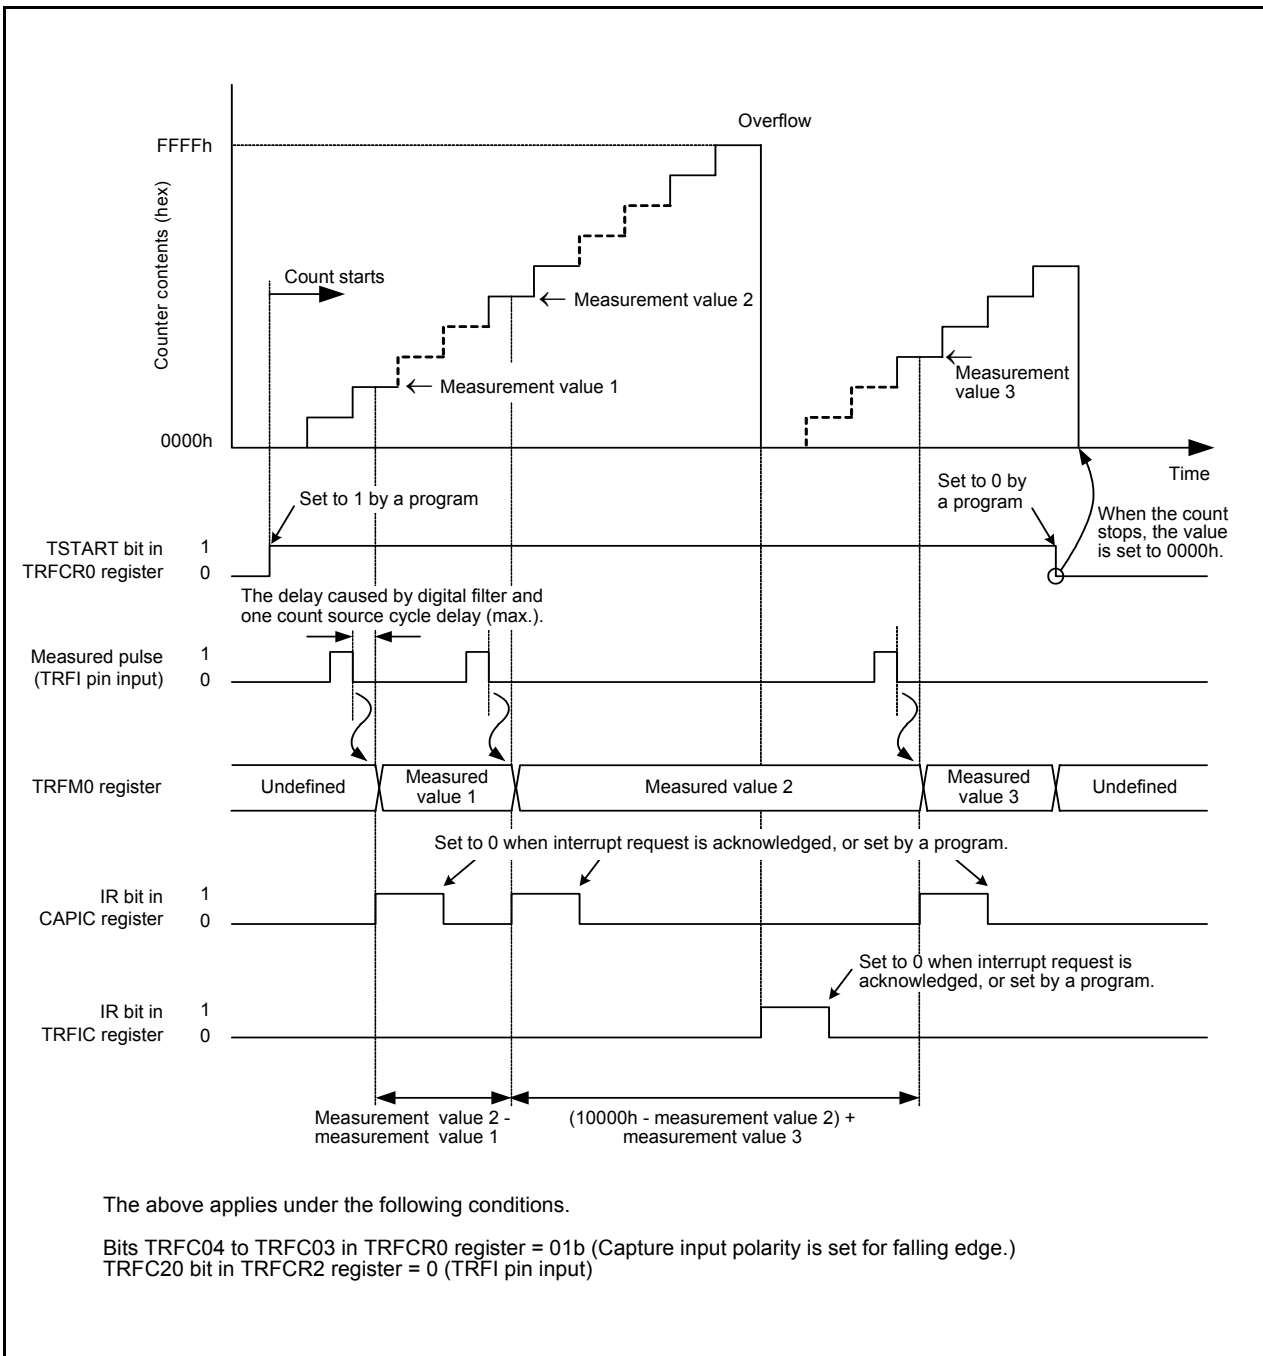 Overflow
FFFFh
Counter contents (hex)
Count starts
Measurement value 2
Measurement value 1
Measurement
value 3
0000h
Time
Set to 1 by a program
Set to 0 by
a program
When the count
stops, the value
is set to 0000h.
TSTART bit in
TRFCR0 register
1
0
The delay caused by digital filter and
one count source cycle delay (max.).
Measured pulse
(TRFI pin input)
1
0
TRFM0 register
Undefined
Measured
value 1
Measured value 2
Measured
value 3
Undefined
Set to 0 when interrupt request is acknowledged, or set by a program.
IR bit in
CAPIC register
1
0
Set to 0 when interrupt request is
acknowledged, or set by a program.
IR bit in
TRFIC register
1
0
Measurement value 2 -
measurement value 1
(10000h - measurement value 2) +
measurement value 3
The above applies under the following conditions.
Bits TRFC04 to TRFC03 in TRFCR0 register = 01b (Capture input polarity is set for falling edge.)
TRFC20 bit in TRFCR2 register = 0 (TRFI pin input)